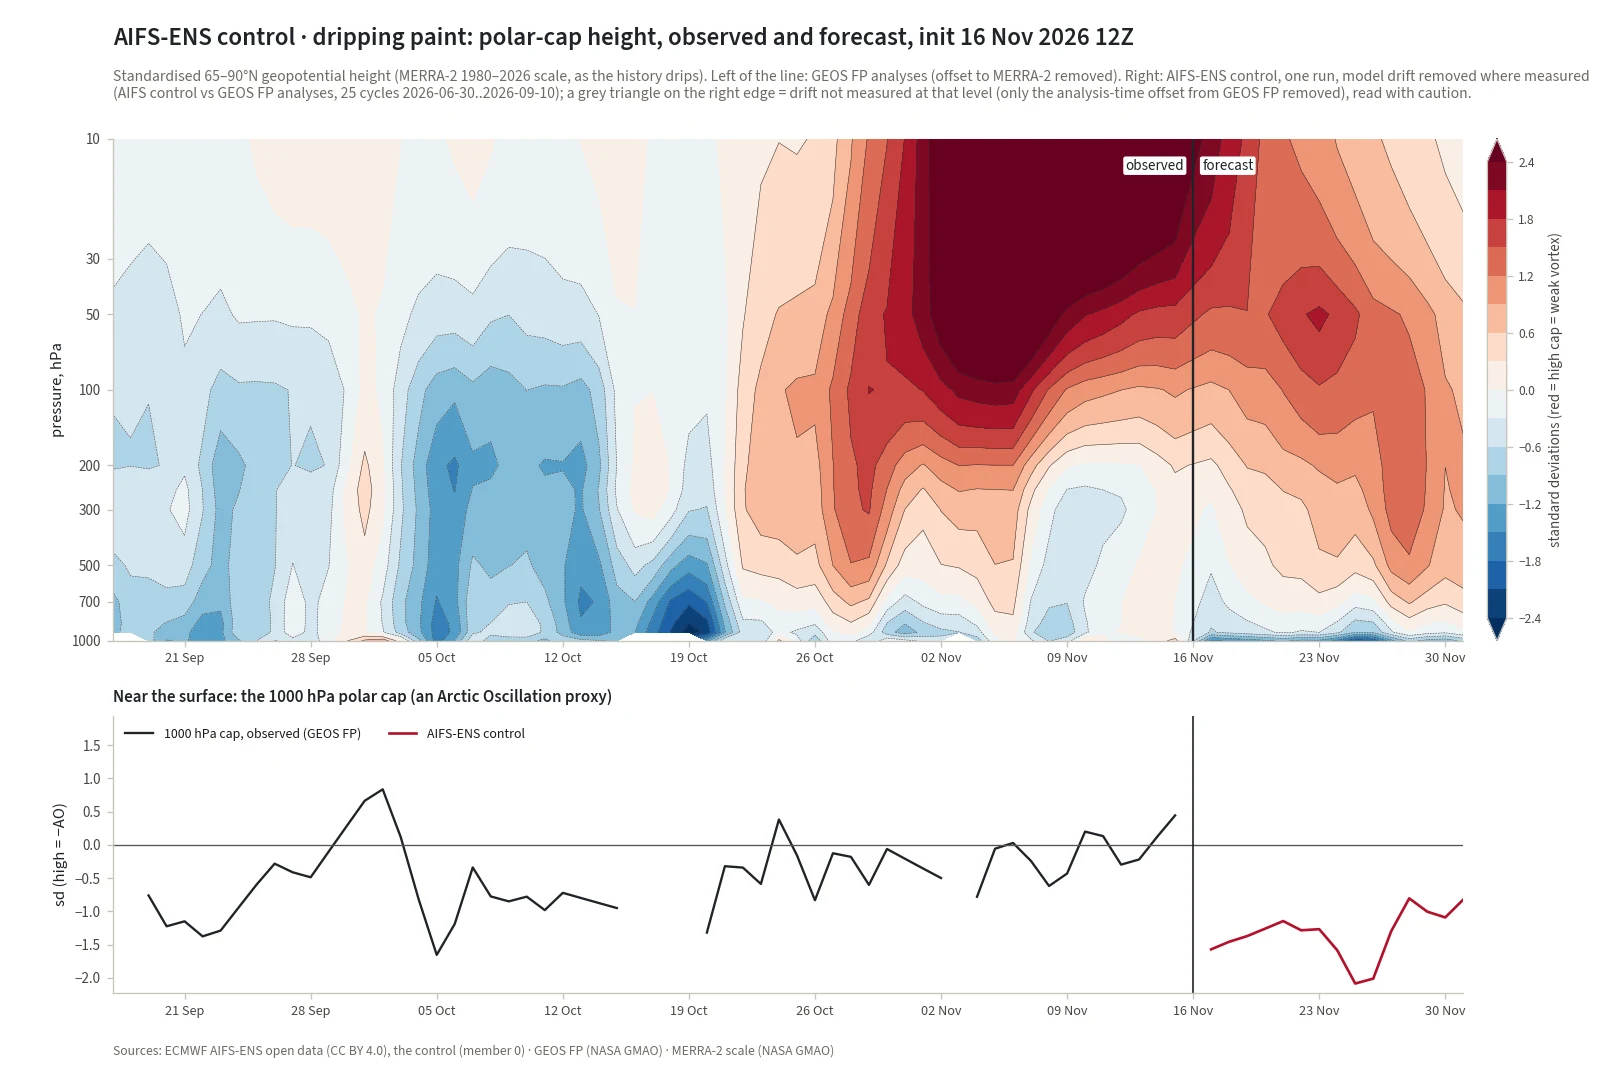 AIFS-ENS control · dripping paint: polar-cap height, observed and forecast, init 16 Nov 2026 12Z
Standardised 65–90°N geopotential height (MERRA-2 1980–2026 scale, as the history drips). Left of the line: GEOS FP analyses (offset to MERRA-2 removed). Right: AIFS-ENS control, one run, model drift removed where measured
(AIFS control vs GEOS FP analyses, 25 cycles 2026-06-30..2026-09-10); a grey triangle on the right edge = drift not measured at that level (only the analysis-time offset from GEOS FP removed), read with caution.
pressure, hPa
10
30
50
100
200
300
500
700
1000
observed
forecast
21 Sep
28 Sep
05 Oct
12 Oct
19 Oct
26 Oct
02 Nov
09 Nov
16 Nov
23 Nov
30 Nov
2.4
1.8
1.2
0.6
0.0
−0.6
−1.2
−1.8
−2.4
standard deviations (red = high cap = weak vortex)
Near the surface: the 1000 hPa polar cap (an Arctic Oscillation proxy)
1000 hPa cap, observed (GEOS FP)
AIFS-ENS control
sd (high = −AO)
1.5
1.0
0.5
0.0
−0.5
−1.0
−1.5
−2.0
21 Sep
28 Sep
05 Oct
12 Oct
19 Oct
26 Oct
02 Nov
09 Nov
16 Nov
23 Nov
30 Nov
Sources: ECMWF AIFS-ENS open data (CC BY 4.0), the control (member 0) · GEOS FP (NASA GMAO) · MERRA-2 scale (NASA GMAO)